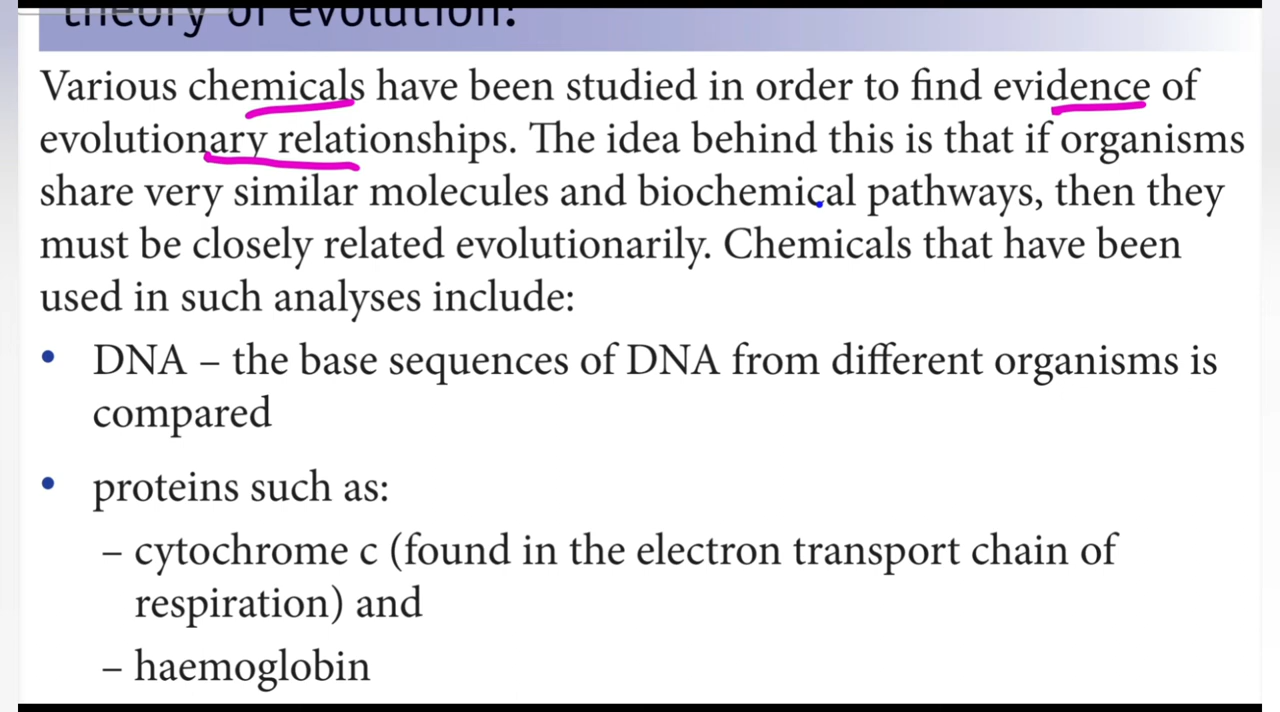 theory of evolution:
Various chemicals have been studied in order to find evidence of
evolutionary relationships. The idea behind this is that if organisms
share very similar molecules and biochemical pathways, then they
must be closely related evolutionarily. Chemicals that have been
used in such analyses include:
• DNA – the base sequences of DNA from different organisms is
compared
• proteins such as:
– cytochrome c (found in the electron transport chain of
respiration) and
– haemoglobin